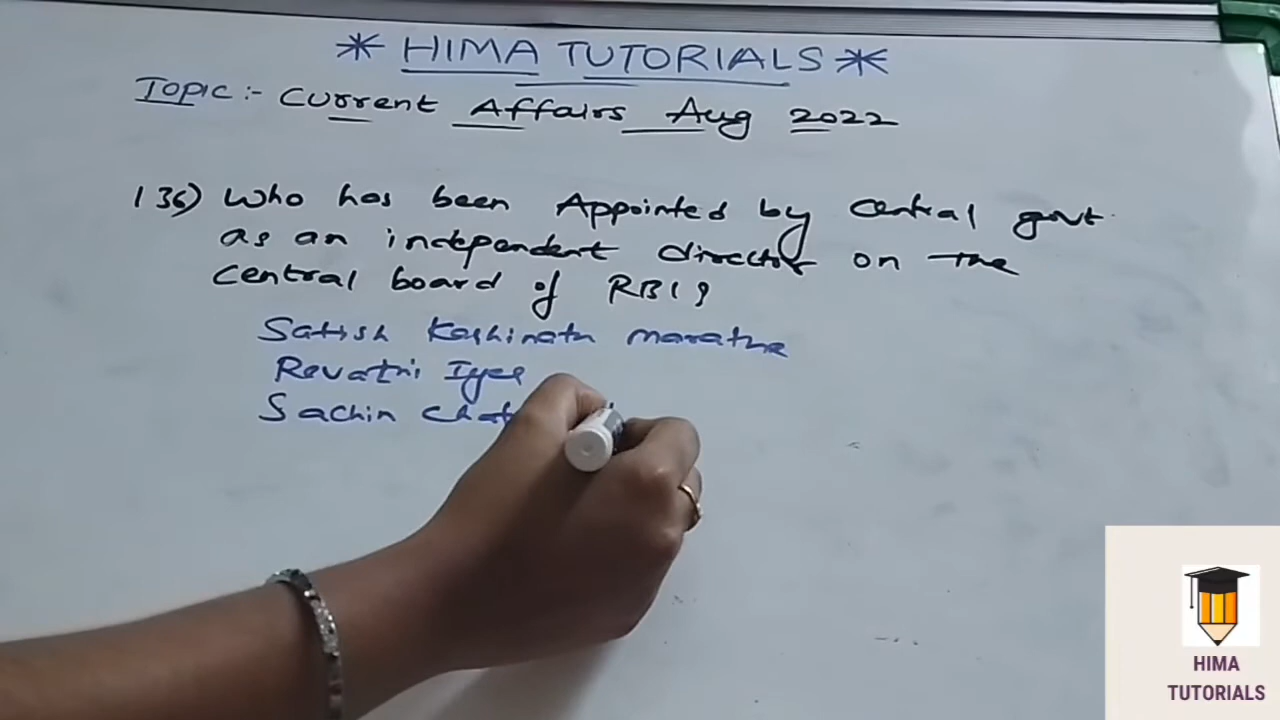 * HIMA TUTORIALS *
Topic :- Current Affairs Aug 2022
136) Who has been Appointed by Central govt
as an independent director on the
Central board of RBI ?
Satish Kashinath marathe
Revathi Iyer
Sachin
HIMA
TUTORIALS